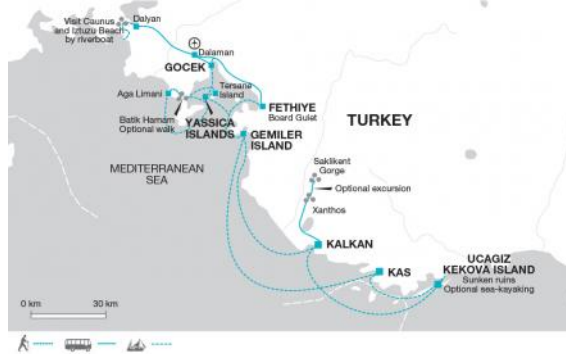 Visit Caunus
and Iztuzu Beach
by riverboat
Dalyan
Dalaman
GOCEK
Tersane
Island
Aga Limani
FETHIYE
Board Gulet
Batik Hamam
Optional walk
YASSICA
ISLANDS
GEMILER
ISLAND
TURKEY
MEDITERRANEAN
SEA
Saklikent
Gorge
Optional excursion
Xanthos
KALKAN
KAS
UCAGIZ
KEKOVA ISLAND
Sunken ruins
Optional sea-kayaking
0 km
30 km